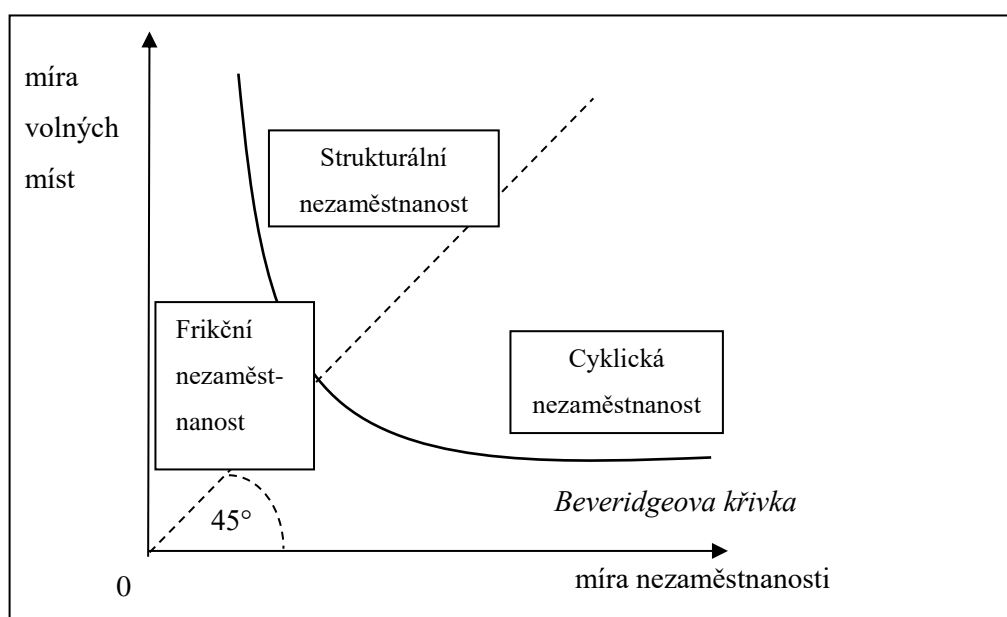 míra
volných
míst
Strukturální
nezaměstnanost
Frikční
nezaměst-
nanost
Cyklická
nezaměstnanost
Beveridgeova křivka
45°
0
míra nezaměstnanosti